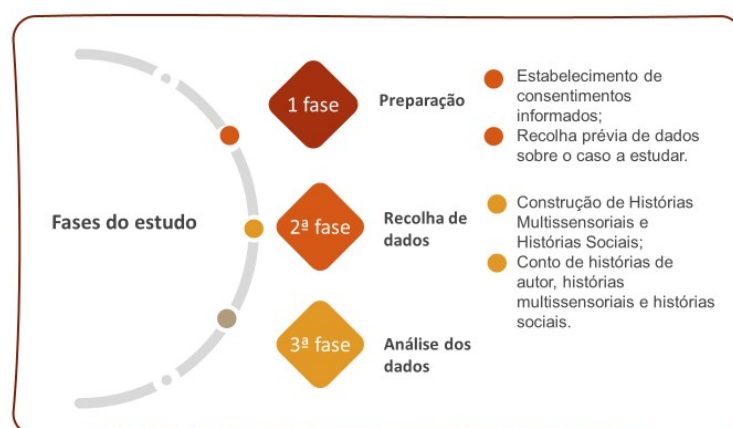 Fases do estudo
1 fase
Preparação
Estabelecimento de
consentimentos
informados;
Recolha prévia de dados
sobre o caso a estudar.
2ª fase
Recolha de
dados
Construção de Histórias
Multissensoriais e
Histórias Sociais;
Conto de histórias de
autor, histórias
multissensoriais e histórias
sociais.
3ª fase
Análise dos
dados